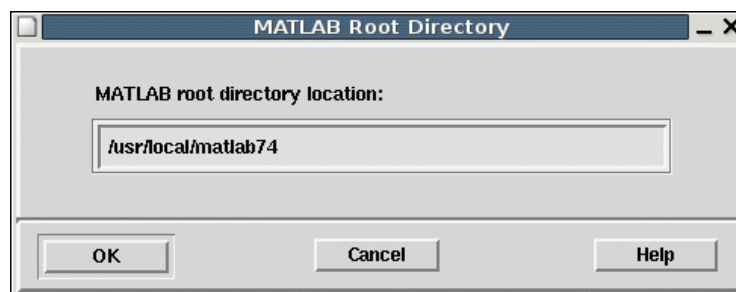 MATLAB Root Directory
MATLAB root directory location:
/usr/local/matlab74
OK Cancel Help